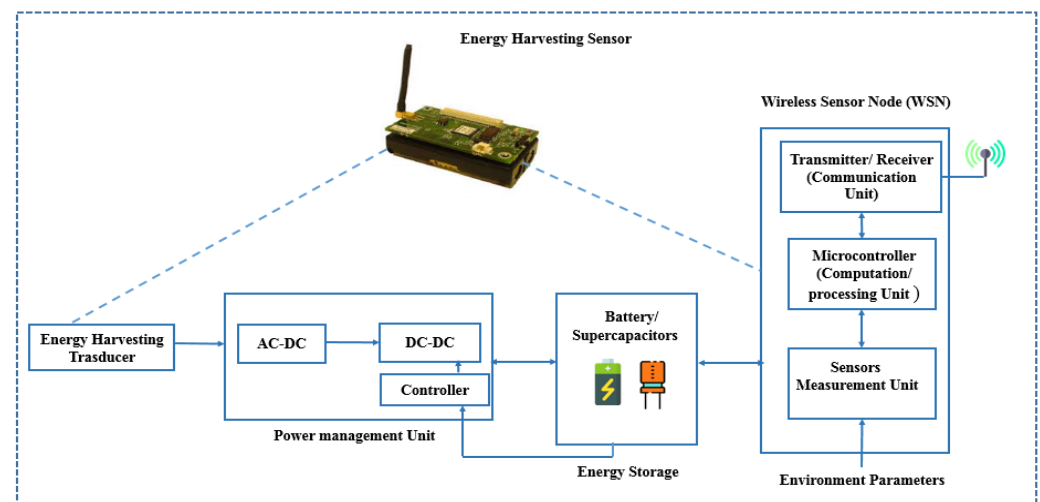 Energy Harvesting Sensor
Wireless Sensor Node (WSN)
Transmitter/ Receiver
(Communication
Unit)
Microcontroller
(Computation/
processing Unit )
Sensors
Measurement Unit
Environment Parameters
Energy Harvesting
Trasducer
AC-DC
DC-DC
Controller
Power management Unit
Battery/
Supercapacitors
Energy Storage